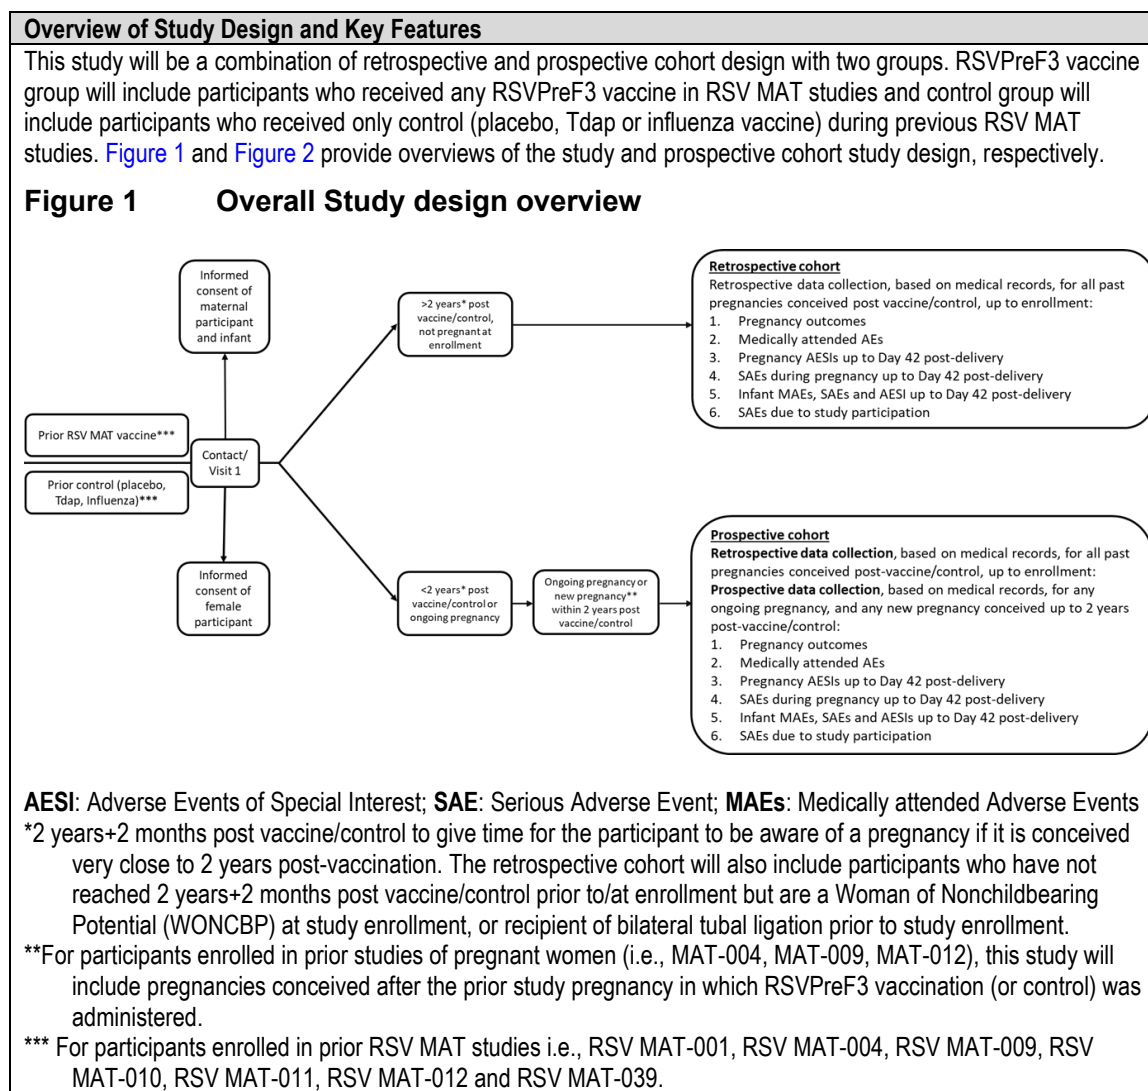 Overview of Study Design and Key Features
This study will be a combination of retrospective and prospective cohort design with two groups. RSVPreF3 vaccine
group will include participants who received any RSVPreF3 vaccine in RSV MAT studies and control group will
include participants who received only control (placebo, Tdap or influenza vaccine) during previous RSV MAT
studies. Figure 1 and Figure 2 provide overviews of the study and prospective cohort study design, respectively.
Figure 1 Overall Study design overview
Prior RSV MAT vaccine***
Prior control (placebo,
Tdap, Influenza)***
Informed
consent of
maternal
participant
and infant
Contact/
Visit 1
Informed
consent of
female
participant
>2 years* post
vaccine/control,
not pregnant at
enrollment
Retrospective cohort
Retrospective data collection, based on medical records, for all past
pregnancies conceived post vaccine/control, up to enrollment:
1. Pregnancy outcomes
2. Medically attended AEs
3. Pregnancy AESIs up to Day 42 post-delivery
4. SAEs during pregnancy up to Day 42 post-delivery
5. Infant MAEs, SAEs and AESI up to Day 42 post-delivery
6. SAEs due to study participation
<2 years* post
vaccine/control or
ongoing pregnancy
Ongoing pregnancy or
new pregnancy**
within 2 years post
vaccine/control
Prospective cohort
Retrospective data collection, based on medical records, for all past
pregnancies conceived post-vaccine/control, up to enrollment:
Prospective data collection, based on medical records, for any
ongoing pregnancy, and any new pregnancy conceived up to 2 years
post-vaccine/control:
1. Pregnancy outcomes
2. Medically attended AEs
3. Pregnancy AESIs up to Day 42 post-delivery
4. SAEs during pregnancy up to Day 42 post-delivery
5. Infant MAEs, SAEs and AESIs up to Day 42 post-delivery
6. SAEs due to study participation
AESI: Adverse Events of Special Interest; SAE: Serious Adverse Event; MAEs: Medically attended Adverse Events
*2 years+2 months post vaccine/control to give time for the participant to be aware of a pregnancy if it is conceived
very close to 2 years post-vaccination. The retrospective cohort will also include participants who have not
reached 2 years+2 months post vaccine/control prior to/at enrollment but are a Woman of Nonchildbearing
Potential (WONCBP) at study enrollment, or recipient of bilateral tubal ligation prior to study enrollment.
**For participants enrolled in prior studies of pregnant women (i.e., MAT-004, MAT-009, MAT-012), this study will
include pregnancies conceived after the prior study pregnancy in which RSVPreF3 vaccination (or control) was
administered.
*** For participants enrolled in prior RSV MAT studies i.e., RSV MAT-001, RSV MAT-004, RSV MAT-009, RSV
MAT-010, RSV MAT-011, RSV MAT-012 and RSV MAT-039.